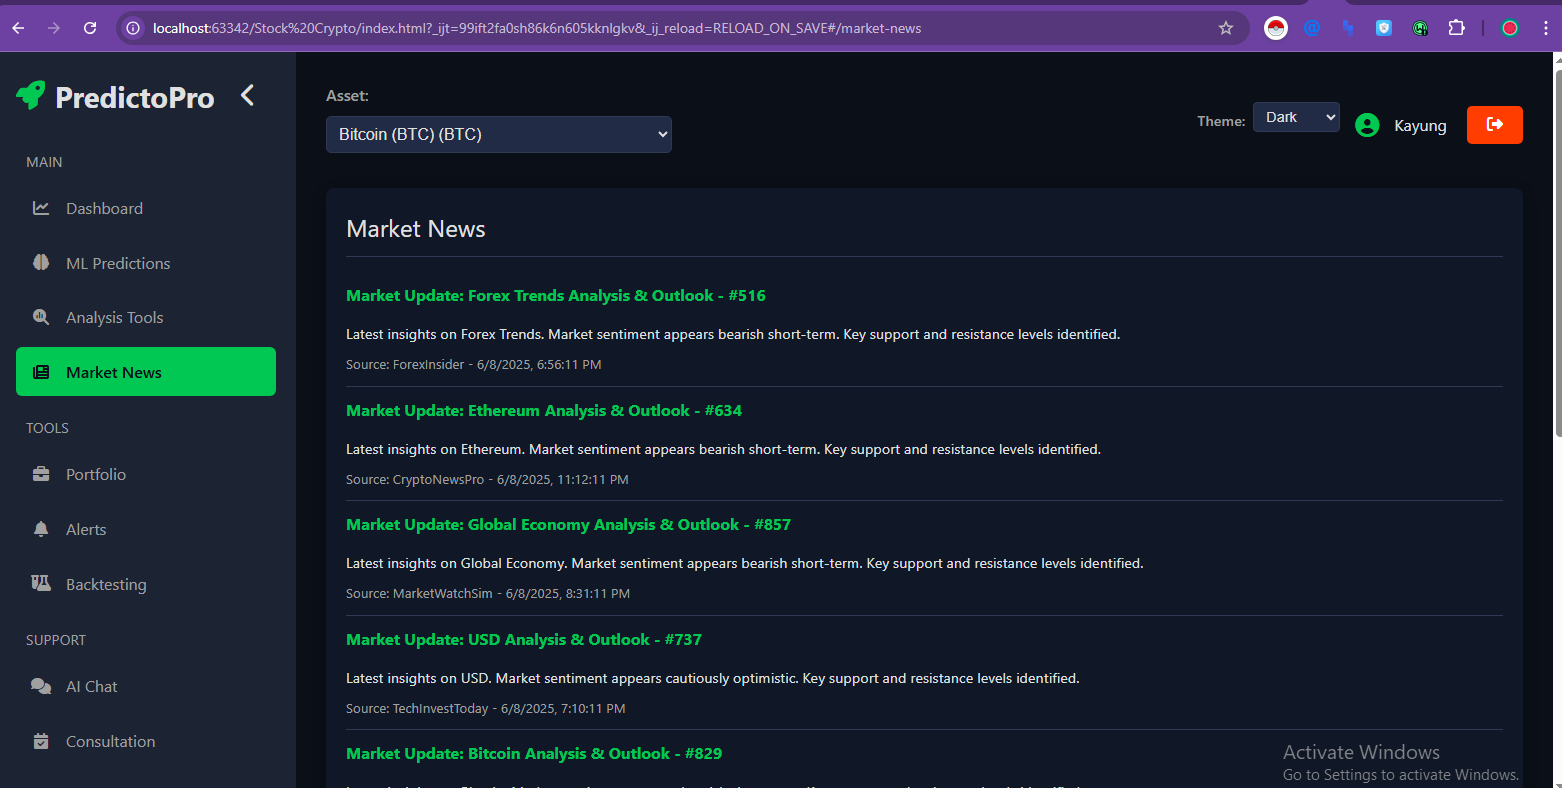 localhost:63342/Stock%20Crypto/index.html?_ijt=99ift2fa0sh86k6n605kknlgkv&_ij_reload=RELOAD_ON_SAVE#/market-news
PredictoPro
MAIN
Dashboard
ML Predictions
Analysis Tools
Market News
TOOLS
Portfolio
Alerts
Backtesting
SUPPORT
AI Chat
Consultation
Asset:
Bitcoin (BTC) (BTC)
Theme:
Dark
Kayung
Market News
Market Update: Forex Trends Analysis & Outlook - #516
Latest insights on Forex Trends. Market sentiment appears bearish short-term. Key support and resistance levels identified.
Source: ForexInsider - 6/8/2025, 6:56:11 PM
Market Update: Ethereum Analysis & Outlook - #634
Latest insights on Ethereum. Market sentiment appears bearish short-term. Key support and resistance levels identified.
Source: CryptoNewsPro - 6/8/2025, 11:12:11 PM
Market Update: Global Economy Analysis & Outlook - #857
Latest insights on Global Economy. Market sentiment appears bearish short-term. Key support and resistance levels identified.
Source: MarketWatchSim - 6/8/2025, 8:31:11 PM
Market Update: USD Analysis & Outlook - #737
Latest insights on USD. Market sentiment appears cautiously optimistic. Key support and resistance levels identified.
Source: TechInvestToday - 6/8/2025, 7:10:11 PM
Market Update: Bitcoin Analysis & Outlook - #829
Activate Windows
Go to Settings to activate Windows.